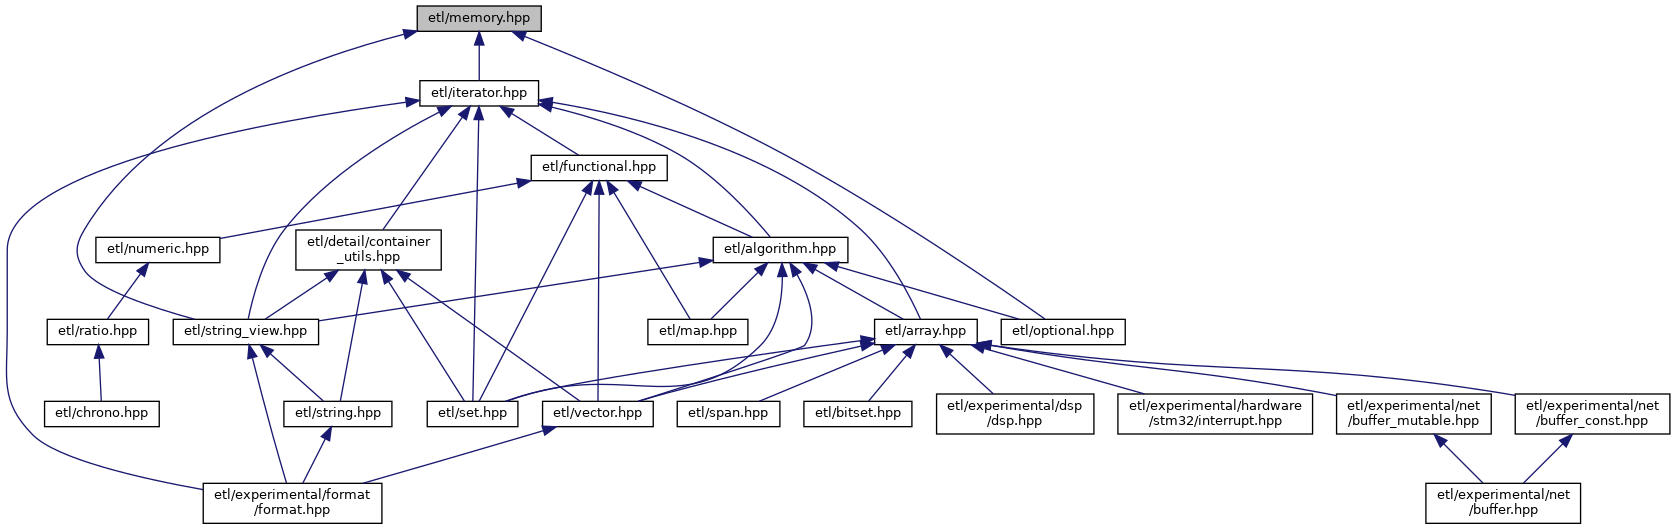 etl/memory.hpp
etl/iterator.hpp
etl/functional.hpp
etl/numeric.hpp
etl/detail/container
_utils.hpp
etl/algorithm.hpp
etl/ratio.hpp
etl/string_view.hpp
etl/map.hpp
etl/array.hpp
etl/optional.hpp
etl/chrono.hpp
etl/string.hpp
etl/set.hpp
etl/vector.hpp
etl/span.hpp
etl/bitset.hpp
etl/experimental/dsp
/dsp.hpp
etl/experimental/hardware
/stm32/interrupt.hpp
etl/experimental/net
/buffer_mutable.hpp
etl/experimental/net
/buffer_const.hpp
etl/experimental/format
/format.hpp
etl/experimental/net
/buffer.hpp